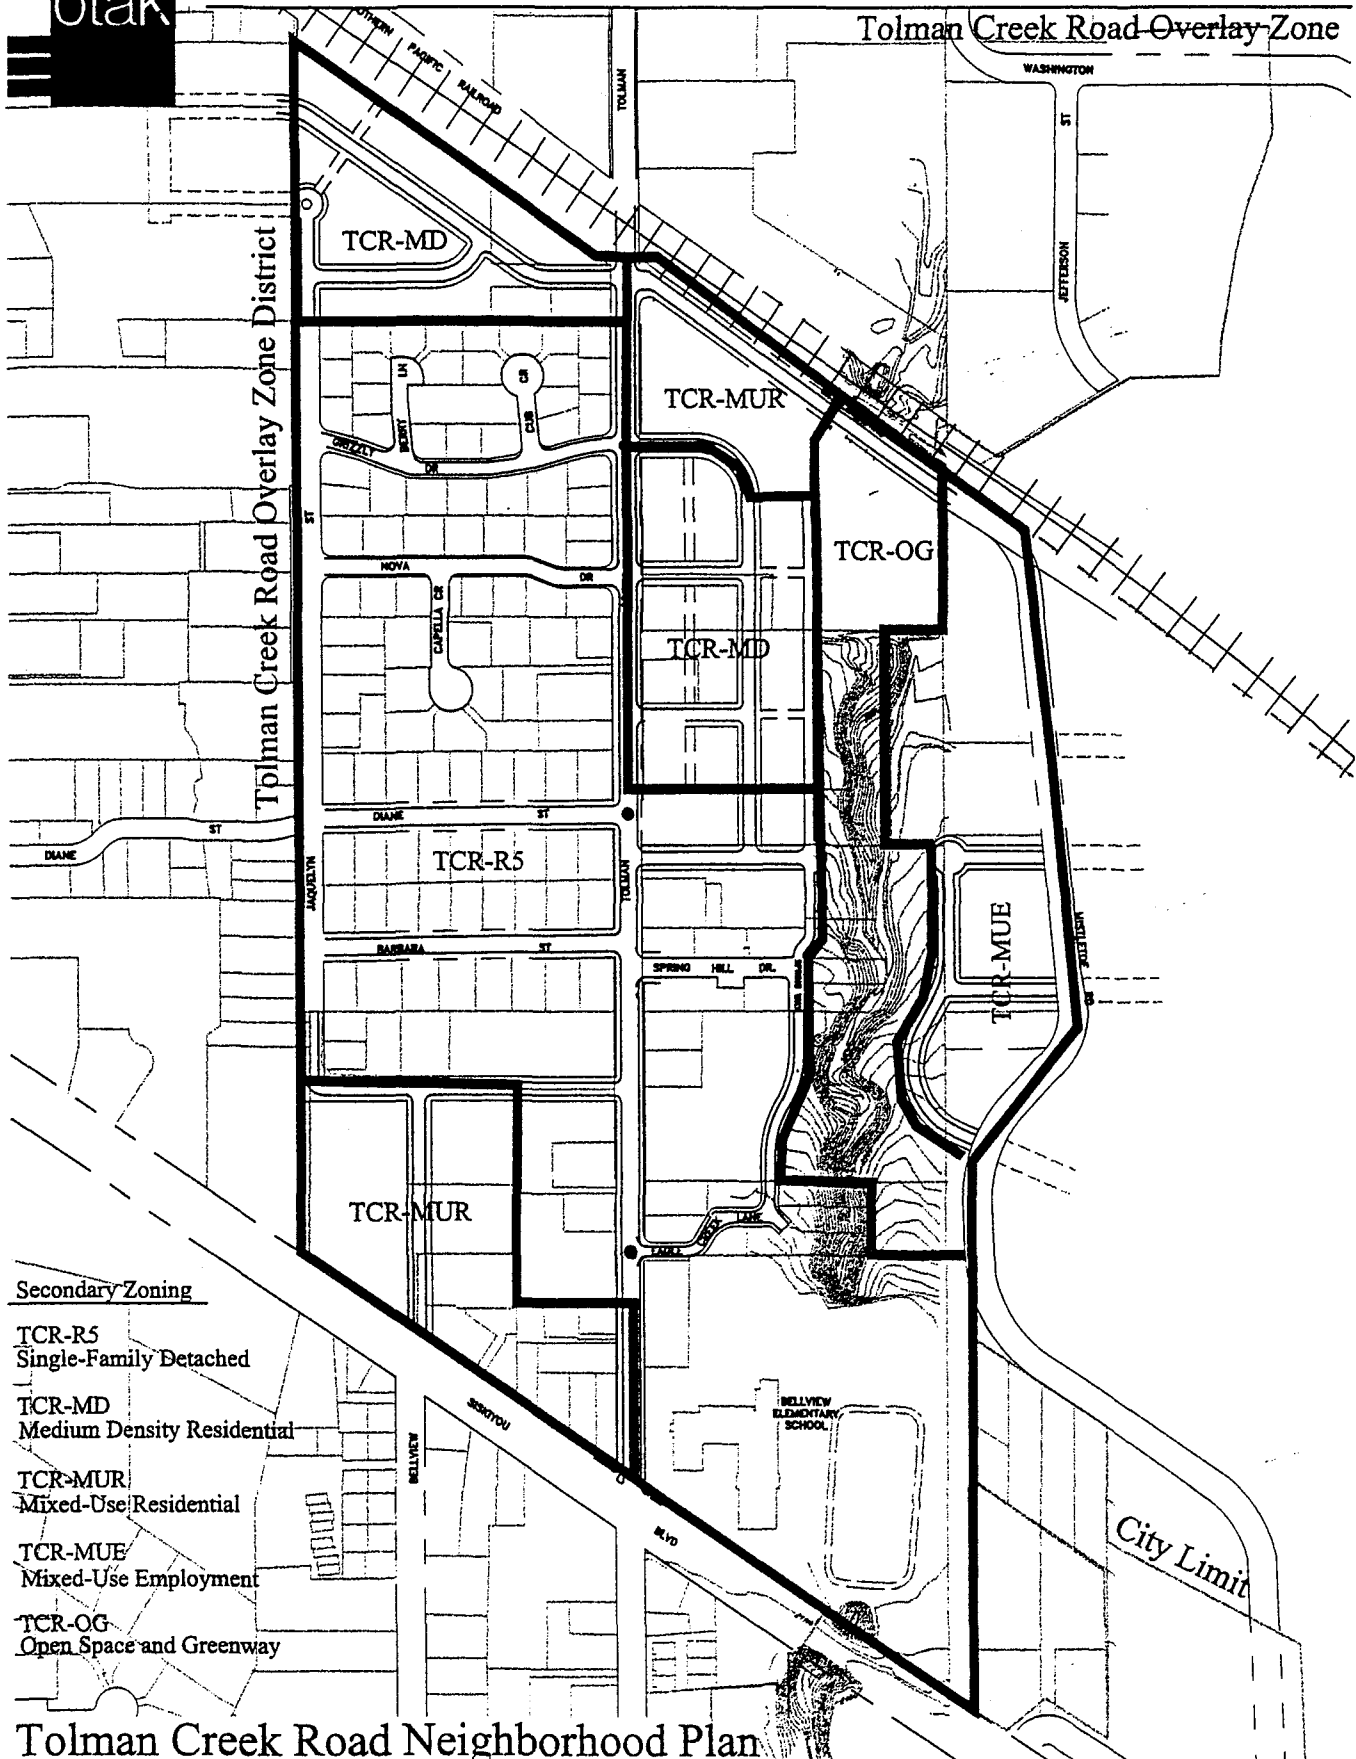 otak
Tolman Creek Road Overlay Zone
SOUTHERN PACIFIC RAILROAD
TOLMAN
WASHINGTON
ST
JEFFERSON
TCR-MD
Tolman Creek Road Overlay Zone District
TCR-MUR
BERRY LN
CUB CR
GRIZZLY DR
ST
TCR-OG
NOVA DR
CAPELLA CR
TCR-MD
DIANE ST
DIANE ST
TCR-R5
JAQUELYN
TOLMAN
TCR-MUE
MISTLETOE RD
BARBARA ST
SPRING HILL DR.
TCR-MUR
EAGLE CREEK LANE
Secondary Zoning
TCR-R5
Single-Family Detached
TCR-MD
Medium Density Residential
TCR-MUR
Mixed-Use Residential
TCR-MUE
Mixed-Use Employment
TCR-OG
Open Space and Greenway
BELLVIEW
SISKIYOU
BLVD
BELLVIEW
ELEMENTARY
SCHOOL
City Limit
Tolman Creek Road Neighborhood Plan